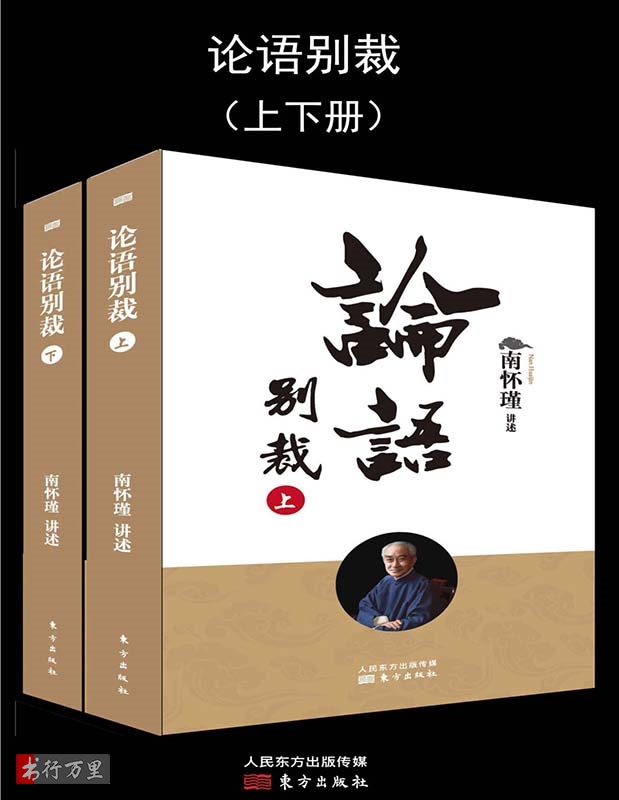 论语别裁
（上下册）
论语别裁
下
南怀瑾 讲述
东方出版社
论语别裁
上
南怀瑾 讲述
东方出版社
論語
别裁
上
南怀瑾 讲述
Nan Huaijin
人民东方出版传媒
东方出版社
书行万里
人民东方出版传媒
东方出版社